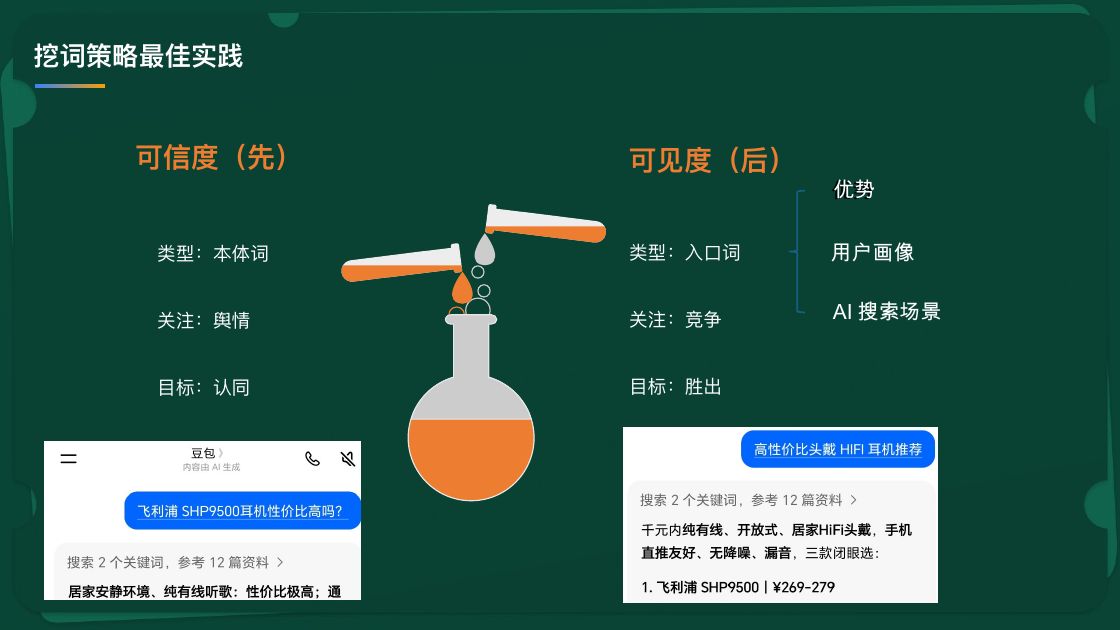 挖词策略最佳实践
可信度（先）
类型：本体词
关注：舆情
目标：认同
豆包 〉
内容由 AI 生成
飞利浦 SHP9500耳机性价比高吗？
搜索 2 个关键词，参考 12 篇资料 〉
居家安静环境、纯有线听歌：性价比极高；通
可见度（后）
类型：入口词
关注：竞争
目标：胜出
优势
用户画像
AI 搜索场景
高性价比头戴 HIFI 耳机推荐
搜索 2 个关键词，参考 12 篇资料 〉
千元内纯有线、开放式、居家HiFi头戴，手机
直推友好、无降噪、漏音，三款闭眼选：
1. 飞利浦 SHP9500｜¥269-279